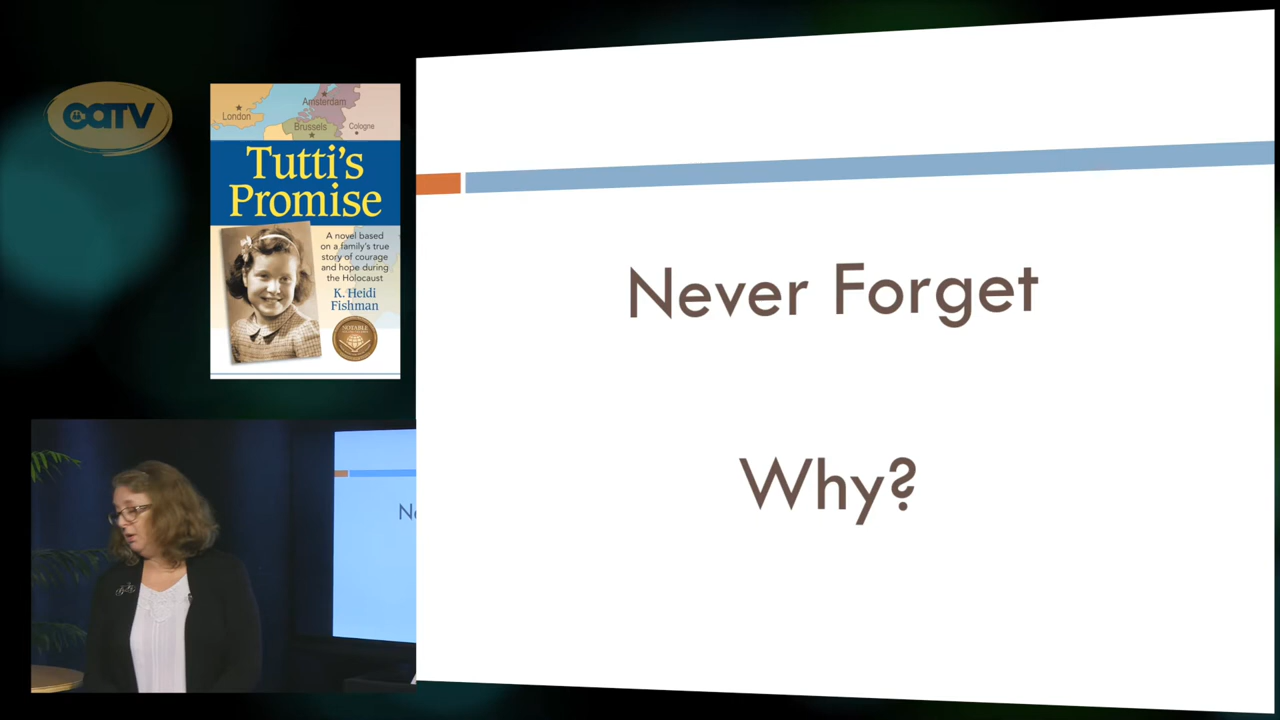 CATV
London
Amsterdam
Brussels
Cologne
Tutti's
Promise
A novel based
on a family's true
story of courage
and hope during
the Holocaust
K. Heidi
Fishman
NOTABLE
Never Forget
Why?